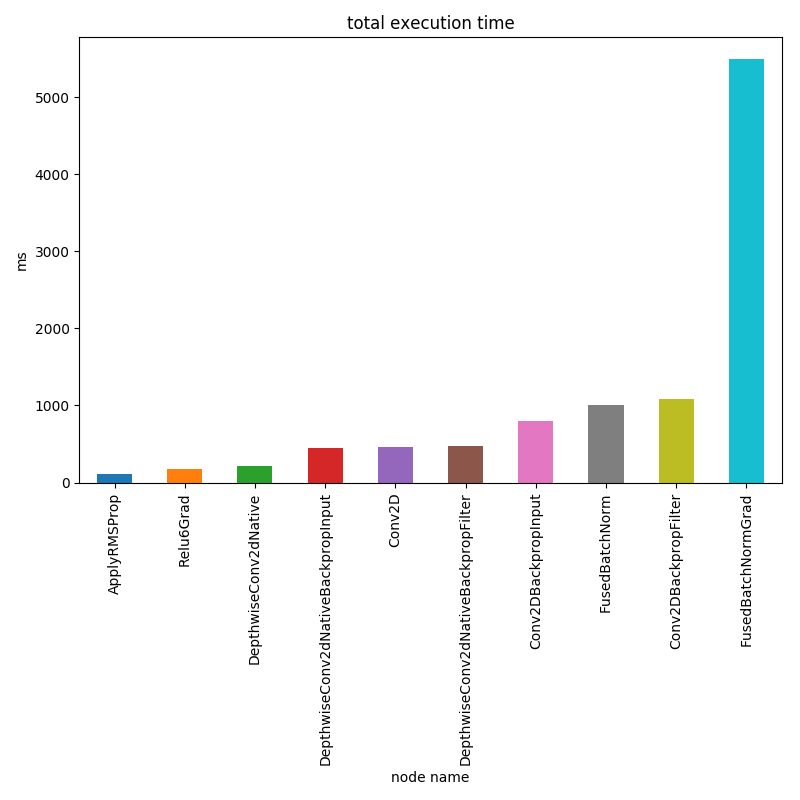 total execution time
5000
4000
3000
2000
1000
0
ms
ApplyRMSProp
Relu6Grad
DepthwiseConv2dNative
DepthwiseConv2dNativeBackpropInput
Conv2D
DepthwiseConv2dNativeBackpropFilter
Conv2DBackpropInput
FusedBatchNorm
Conv2DBackpropFilter
FusedBatchNormGrad
node name